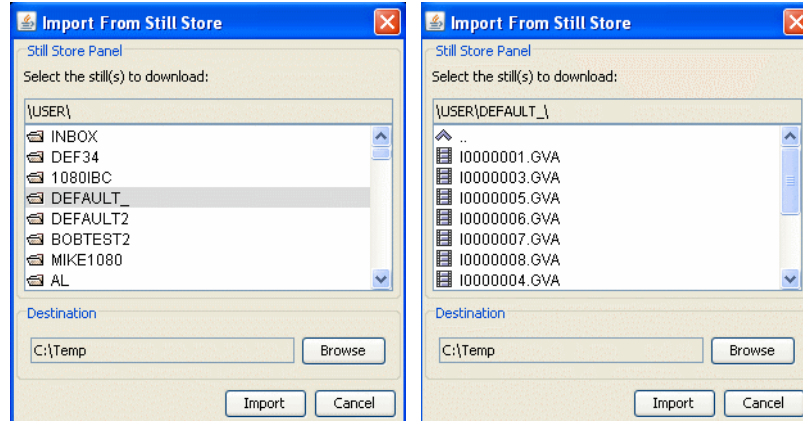 Import From Still Store
Still Store Panel
Select the still(s) to download:
\USER\
INBOX
DEF34
1080IBC
DEFAULT_
DEFAULT2
BOBTEST2
MIKE1080
AL
Destination
C:\Temp
Browse
Import Cancel
Import From Still Store
Still Store Panel
Select the still(s) to download:
\USER\DEFAULT_\
..
I0000001.GVA
I0000003.GVA
I0000005.GVA
I0000006.GVA
I0000007.GVA
I0000008.GVA
I0000004.GVA
Destination
C:\Temp
Browse
Import Cancel